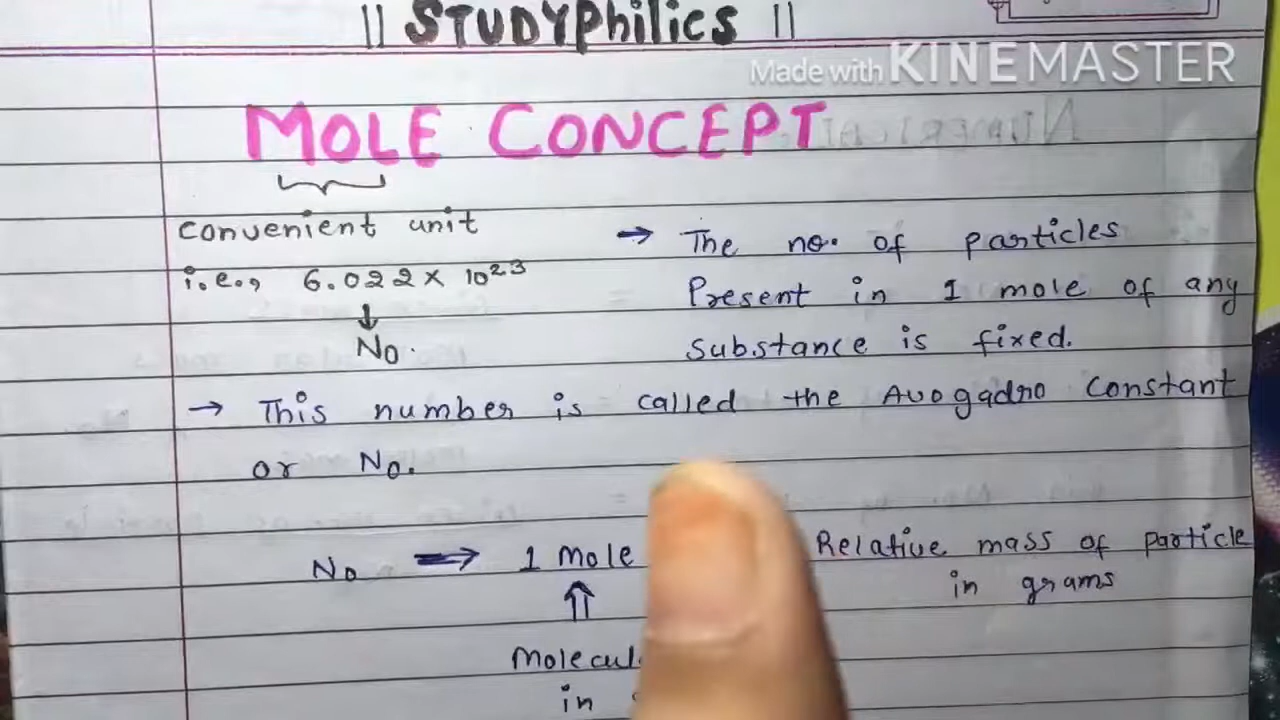 || STUDYPhilics ||
Made with KINEMASTER
MOLE CONCEPT
convenient unit
i.e., 6.022 × 10²³
↓
No.
→ The no. of particles
Present in 1 mole of any
Substance is fixed.
→ This number is called the Avogadro Constant
or No.
No ⇒ 1 Mole
Relative mass of particle
in grams
⇑
in